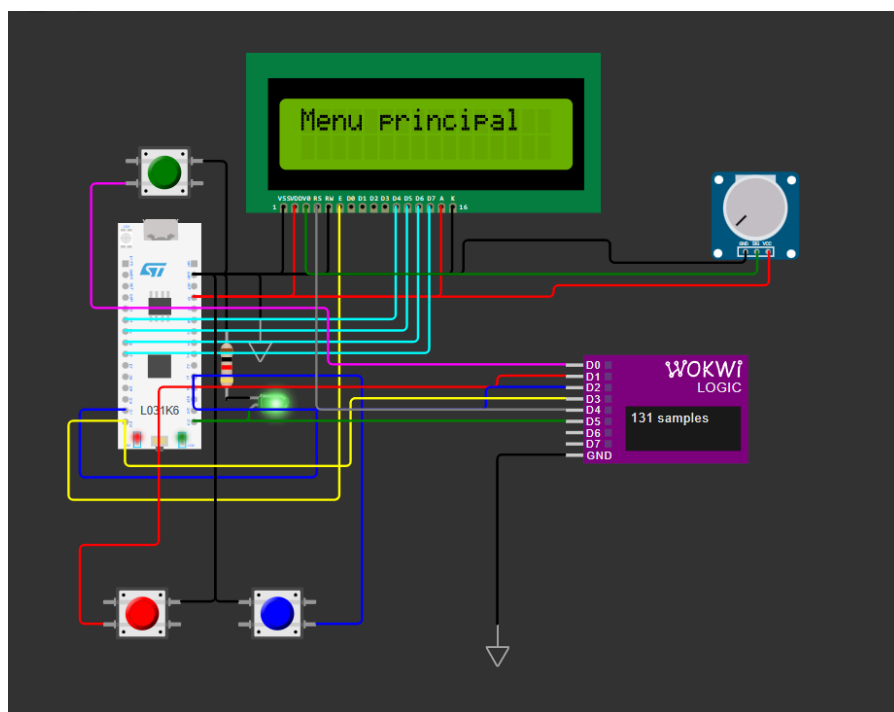 Menu principal
VSS VDD V0 RS RW E D0 D1 D2 D3 D4 D5 D6 D7 A K
1
16
GND SIG VCC
ST
L031K6
WOKWi
LOGIC
131 samples
D0
D1
D2
D3
D4
D5
D6
D7
GND